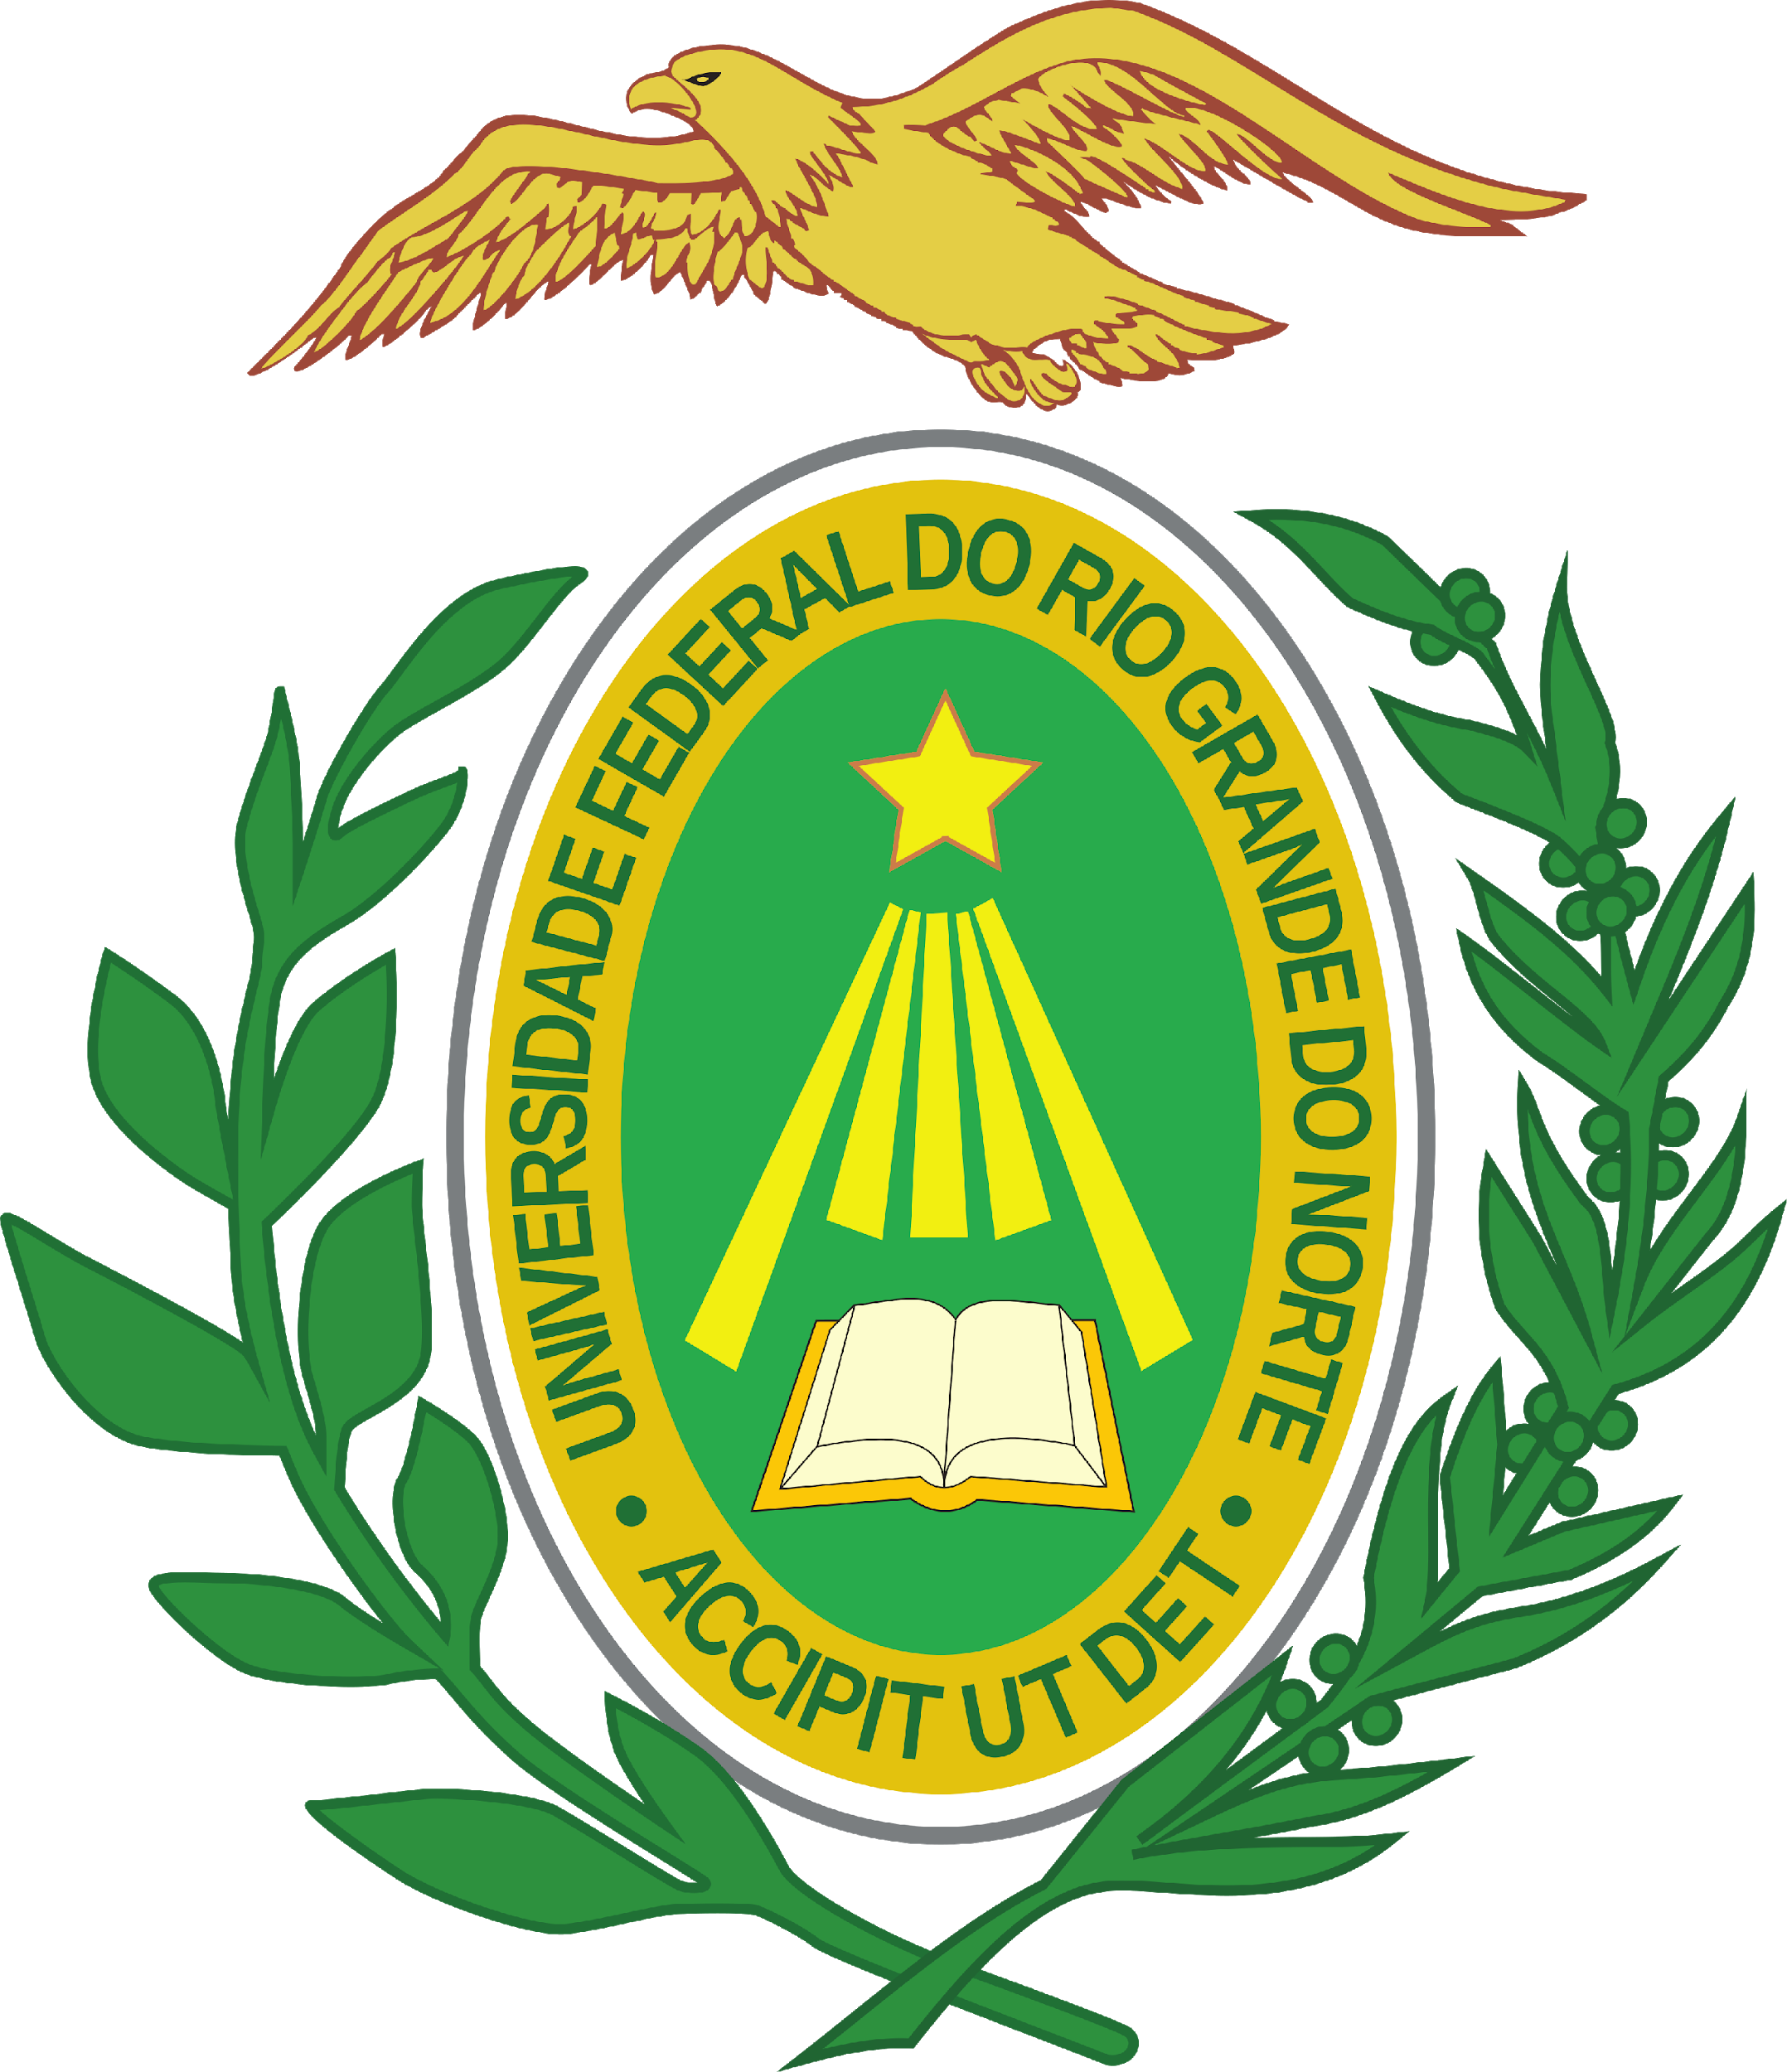 UNIVERSIDADE FEDERAL DO RIO GRANDE DO NORTE
• ACCIPIT UT DET •